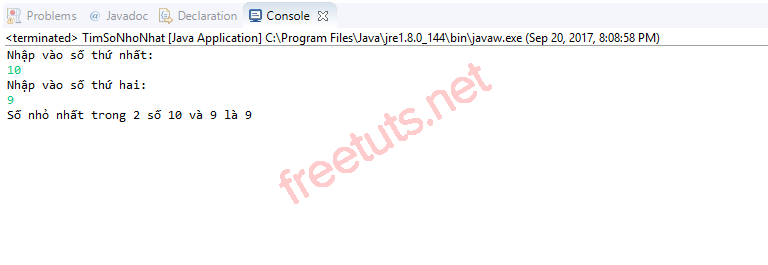 Problems @ Javadoc Declaration Console
<terminated> TimSoNhoNhat [Java Application] C:\Program Files\Java\jre1.8.0_144\bin\javaw.exe (Sep 20, 2017, 8:08:58 PM)
Nhập vào số thứ nhất:
10
Nhập vào số thứ hai:
9
Số nhỏ nhất trong 2 số 10 và 9 là 9
freetuts.net